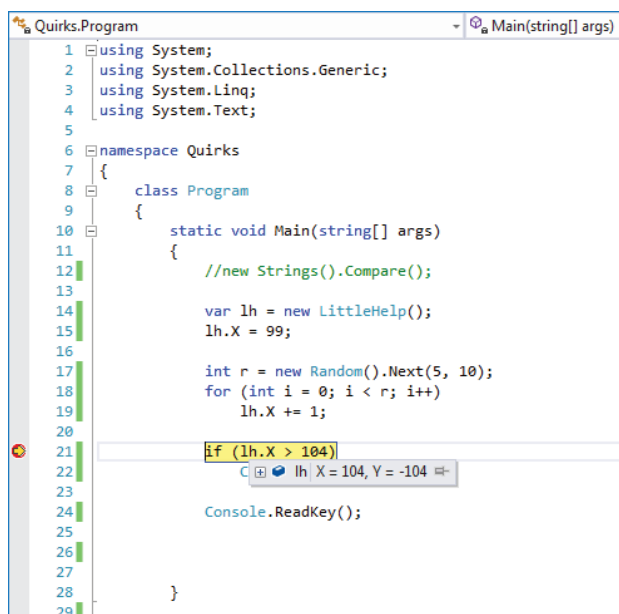 Quirks.Program Main(string[] args)
1 using System;
2 using System.Collections.Generic;
3 using System.Linq;
4 using System.Text;
5
6 namespace Quirks
7 {
8 class Program
9 {
10 static void Main(string[] args)
11 {
12 //new Strings().Compare();
13
14 var lh = new LittleHelp();
15 lh.X = 99;
16
17 int r = new Random().Next(5, 10);
18 for (int i = 0; i < r; i++)
19 lh.X += 1;
20
21 if (lh.X > 104)
22 C lh X = 104, Y = -104
23
24 Console.ReadKey();
25
26
27
28 }
29